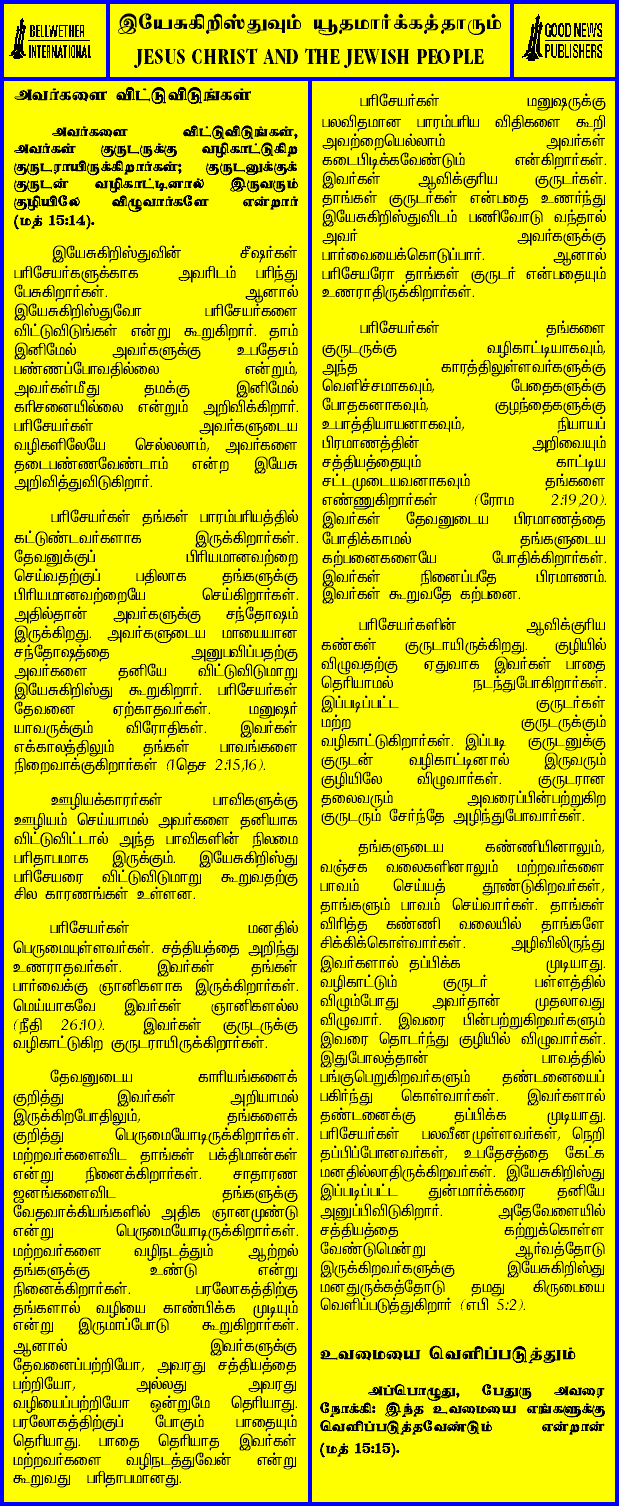 BELLWETHER
INTERNATIONAL
இயேசுகிறிஸ்துவும் யூதமார்க்கத்தாரும்
JESUS CHRIST AND THE JEWISH PEOPLE
GOOD NEWS
PUBLISHERS
அவர்களை விட்டுவிடுங்கள்
அவர்களை விட்டுவிடுங்கள்,
அவர்கள் குருடருக்கு வழிகாட்டுகிற
குருடராயிருக்கிறார்கள்; குருடனுக்குக்
குருடன் வழிகாட்டினால் இருவரும்
குழியிலே விழுவார்களே என்றார்
(மத் 15:14).
இயேசுகிறிஸ்துவின் சீஷர்கள்
பரிசேயர்களுக்காக அவரிடம் பரிந்து
பேசுகிறார்கள். ஆனால்
இயேசுகிறிஸ்துவோ பரிசேயர்களை
விட்டுவிடுங்கள் என்று கூறுகிறார். தாம்
இனிமேல் அவர்களுக்கு உபதேசம்
பண்ணப்போவதில்லை என்றும்,
அவர்கள்மீது தமக்கு இனிமேல்
கரிசனையில்லை என்றும் அறிவிக்கிறார்.
பரிசேயர்கள் அவர்களுடைய
வழிகளிலேயே செல்லலாம், அவர்களை
தடைபண்ணவேண்டாம் என்ற இயேசு
அறிவித்துவிடுகிறார்.
பரிசேயர்கள் தங்கள் பாரம்பரியத்தில்
கட்டுண்டவர்களாக இருக்கிறார்கள்.
தேவனுக்குப் பிரியமானவற்றை
செய்வதற்குப் பதிலாக தங்களுக்கு
பிரியமானவற்றையே செய்கிறார்கள்.
அதில்தான் அவர்களுக்கு சந்தோஷம்
இருக்கிறது. அவர்களுடைய மாயையான
சந்தோஷத்தை அனுபவிப்பதற்கு
அவர்களை தனியே விட்டுவிடுமாறு
இயேசுகிறிஸ்து கூறுகிறார். பரிசேயர்கள்
தேவனை ஏற்காதவர்கள். மனுஷர்
யாவருக்கும் விரோதிகள். இவர்கள்
எக்காலத்திலும் தங்கள் பாவங்களை
நிறைவாக்குகிறார்கள் (1தெச 2:15,16).
ஊழியக்காரர்கள் பாவிகளுக்கு
ஊழியம் செய்யாமல் அவர்களை தனியாக
விட்டுவிட்டால் அந்த பாவிகளின் நிலமை
பரிதாபமாக இருக்கும். இயேசுகிறிஸ்து
பரிசேயரை விட்டுவிடுமாறு கூறுவதற்கு
சில காரணங்கள் உள்ளன.
பரிசேயர்கள் மனதில்
பெருமையுள்ளவர்கள். சத்தியத்தை அறிந்து
உணராதவர்கள். இவர்கள் தங்கள்
பார்வைக்கு ஞானிகளாக இருக்கிறார்கள்.
மெய்யாகவே இவர்கள் ஞானிகளல்ல
(நீதி 26:10). இவர்கள் குருடருக்கு
வழிகாட்டுகிற குருடராயிருக்கிறார்கள்.
தேவனுடைய காரியங்களைக்
குறித்து இவர்கள் அறியாமல்
இருக்கிறபோதிலும், தங்களைக்
குறித்து பெருமையோடிருக்கிறார்கள்.
மற்றவர்களைவிட தாங்கள் பக்திமான்கள்
என்று நினைக்கிறார்கள். சாதாரண
ஜனங்களைவிட தங்களுக்கு
வேதவாக்கியங்களில் அதிக ஞானமுண்டு
என்று பெருமையோடிருக்கிறார்கள்.
மற்றவர்களை வழிநடத்தும் ஆற்றல்
தங்களுக்கு உண்டு என்று
நினைக்கிறார்கள். பரலோகத்திற்கு
தங்களால் வழியை காண்பிக்க முடியும்
என்று இருமாப்போடு கூறுகிறார்கள்.
ஆனால் இவர்களுக்கு
தேவனைப்பற்றியோ, அவரது சத்தியத்தை
பற்றியோ, அல்லது அவரது
வழியைப்பற்றியோ ஒன்றுமே தெரியாது.
பரலோகத்திற்குப் போகும் பாதையும்
தெரியாது. பாதை தெரியாத இவர்கள்
மற்றவர்களை வழிநடத்துவேன் என்று
கூறுவது பரிதாபமானது.
பரிசேயர்கள் மனுஷருக்கு
பலவிதமான பாரம்பரிய விதிகளை கூறி
அவற்றையெல்லாம் அவர்கள்
கடைபிடிக்கவேண்டும் என்கிறார்கள்.
இவர்கள் ஆவிக்குரிய குருடர்கள்.
தாங்கள் குருடர்கள் என்பதை உணர்ந்து
இயேசுகிறிஸ்துவிடம் பணிவோடு வந்தால்
அவர் அவர்களுக்கு
பார்வையைக்கொடுப்பார். ஆனால்
பரிசேயரோ தாங்கள் குருடர் என்பதையும்
உணராதிருக்கிறார்கள்.
பரிசேயர்கள் தங்களை
குருடருக்கு வழிகாட்டியாகவும்,
அந்த காரத்திலுள்ளவர்களுக்கு
வெளிச்சமாகவும், பேதைகளுக்கு
போதகனாகவும், குழந்தைகளுக்கு
உபாத்தியாயனாகவும், நியாயப்
பிரமாணத்தின் அறிவையும்
சத்தியத்தையும் காட்டிய
சட்டமுடையவனாகவும் தங்களை
எண்ணுகிறார்கள் (ரோம 2:19,20).
இவர்கள் தேவனுடைய பிரமாணத்தை
போதிக்காமல் தங்களுடைய
கற்பனைகளையே போதிக்கிறார்கள்.
இவர்கள் நினைப்பதே பிரமாணம்.
இவர்கள் கூறுவதே கற்பனை.
பரிசேயர்களின் ஆவிக்குரிய
கண்கள் குருடாயிருக்கிறது. குழியில்
விழுவதற்கு ஏதுவாக இவர்கள் பாதை
தெரியாமல் நடந்துபோகிறார்கள்.
இப்படிப்பட்ட குருடர்கள்
மற்ற குருடருக்கும்
வழிகாட்டுகிறார்கள். இப்படி குருடனுக்கு
குருடன் வழிகாட்டினால் இருவரும்
குழியிலே விழுவார்கள். குருடரான
தலைவரும் அவரைப்பின்பற்றுகிற
குருடரும் சேர்ந்தே அழிந்துபோவார்கள்.
தங்களுடைய கண்ணியினாலும்,
வஞ்சக வலைகளினாலும் மற்றவர்களை
பாவம் செய்யத் தூண்டுகிறவர்கள்,
தாங்களும் பாவம் செய்வார்கள். தாங்கள்
விரித்த கண்ணி வலையில் தாங்களே
சிக்கிக்கொள்வார்கள். அழிவிலிருந்து
இவர்களால் தப்பிக்க முடியாது.
வழிகாட்டும் குருடர் பள்ளத்தில்
விழும்போது அவர்தான் முதலாவது
விழுவார். இவரை பின்பற்றுகிறவர்களும்
இவரை தொடர்ந்து குழியில் விழுவார்கள்.
இதுபோலத்தான் பாவத்தில்
பங்குபெறுகிறவர்களும் தண்டனையைப்
பகிர்ந்து கொள்வார்கள். இவர்களால்
தண்டனைக்கு தப்பிக்க முடியாது.
பரிசேயர்கள் பலவீனமுள்ளவர்கள், நெறி
தப்பிப்போனவர்கள், உபதேசத்தை கேட்க
மனதில்லாதிருக்கிறவர்கள். இயேசுகிறிஸ்து
இப்படிப்பட்ட துன்மார்க்கரை தனியே
அனுப்பிவிடுகிறார். அதேவேளையில்
சத்தியத்தை கற்றுக்கொள்ள
வேண்டுமென்று ஆர்வத்தோடு
இருக்கிறவர்களுக்கு இயேசுகிறிஸ்து
மனதுருக்கத்தோடு தமது கிருபையை
வெளிப்படுத்துகிறார் (எபி 5:2).
உவமையை வெளிப்படுத்தும்
அப்பொழுது, பேதுரு அவரை
நோக்கி: இந்த உவமையை எங்களுக்கு
வெளிப்படுத்தவேண்டும் என்றான்
(மத் 15:15).